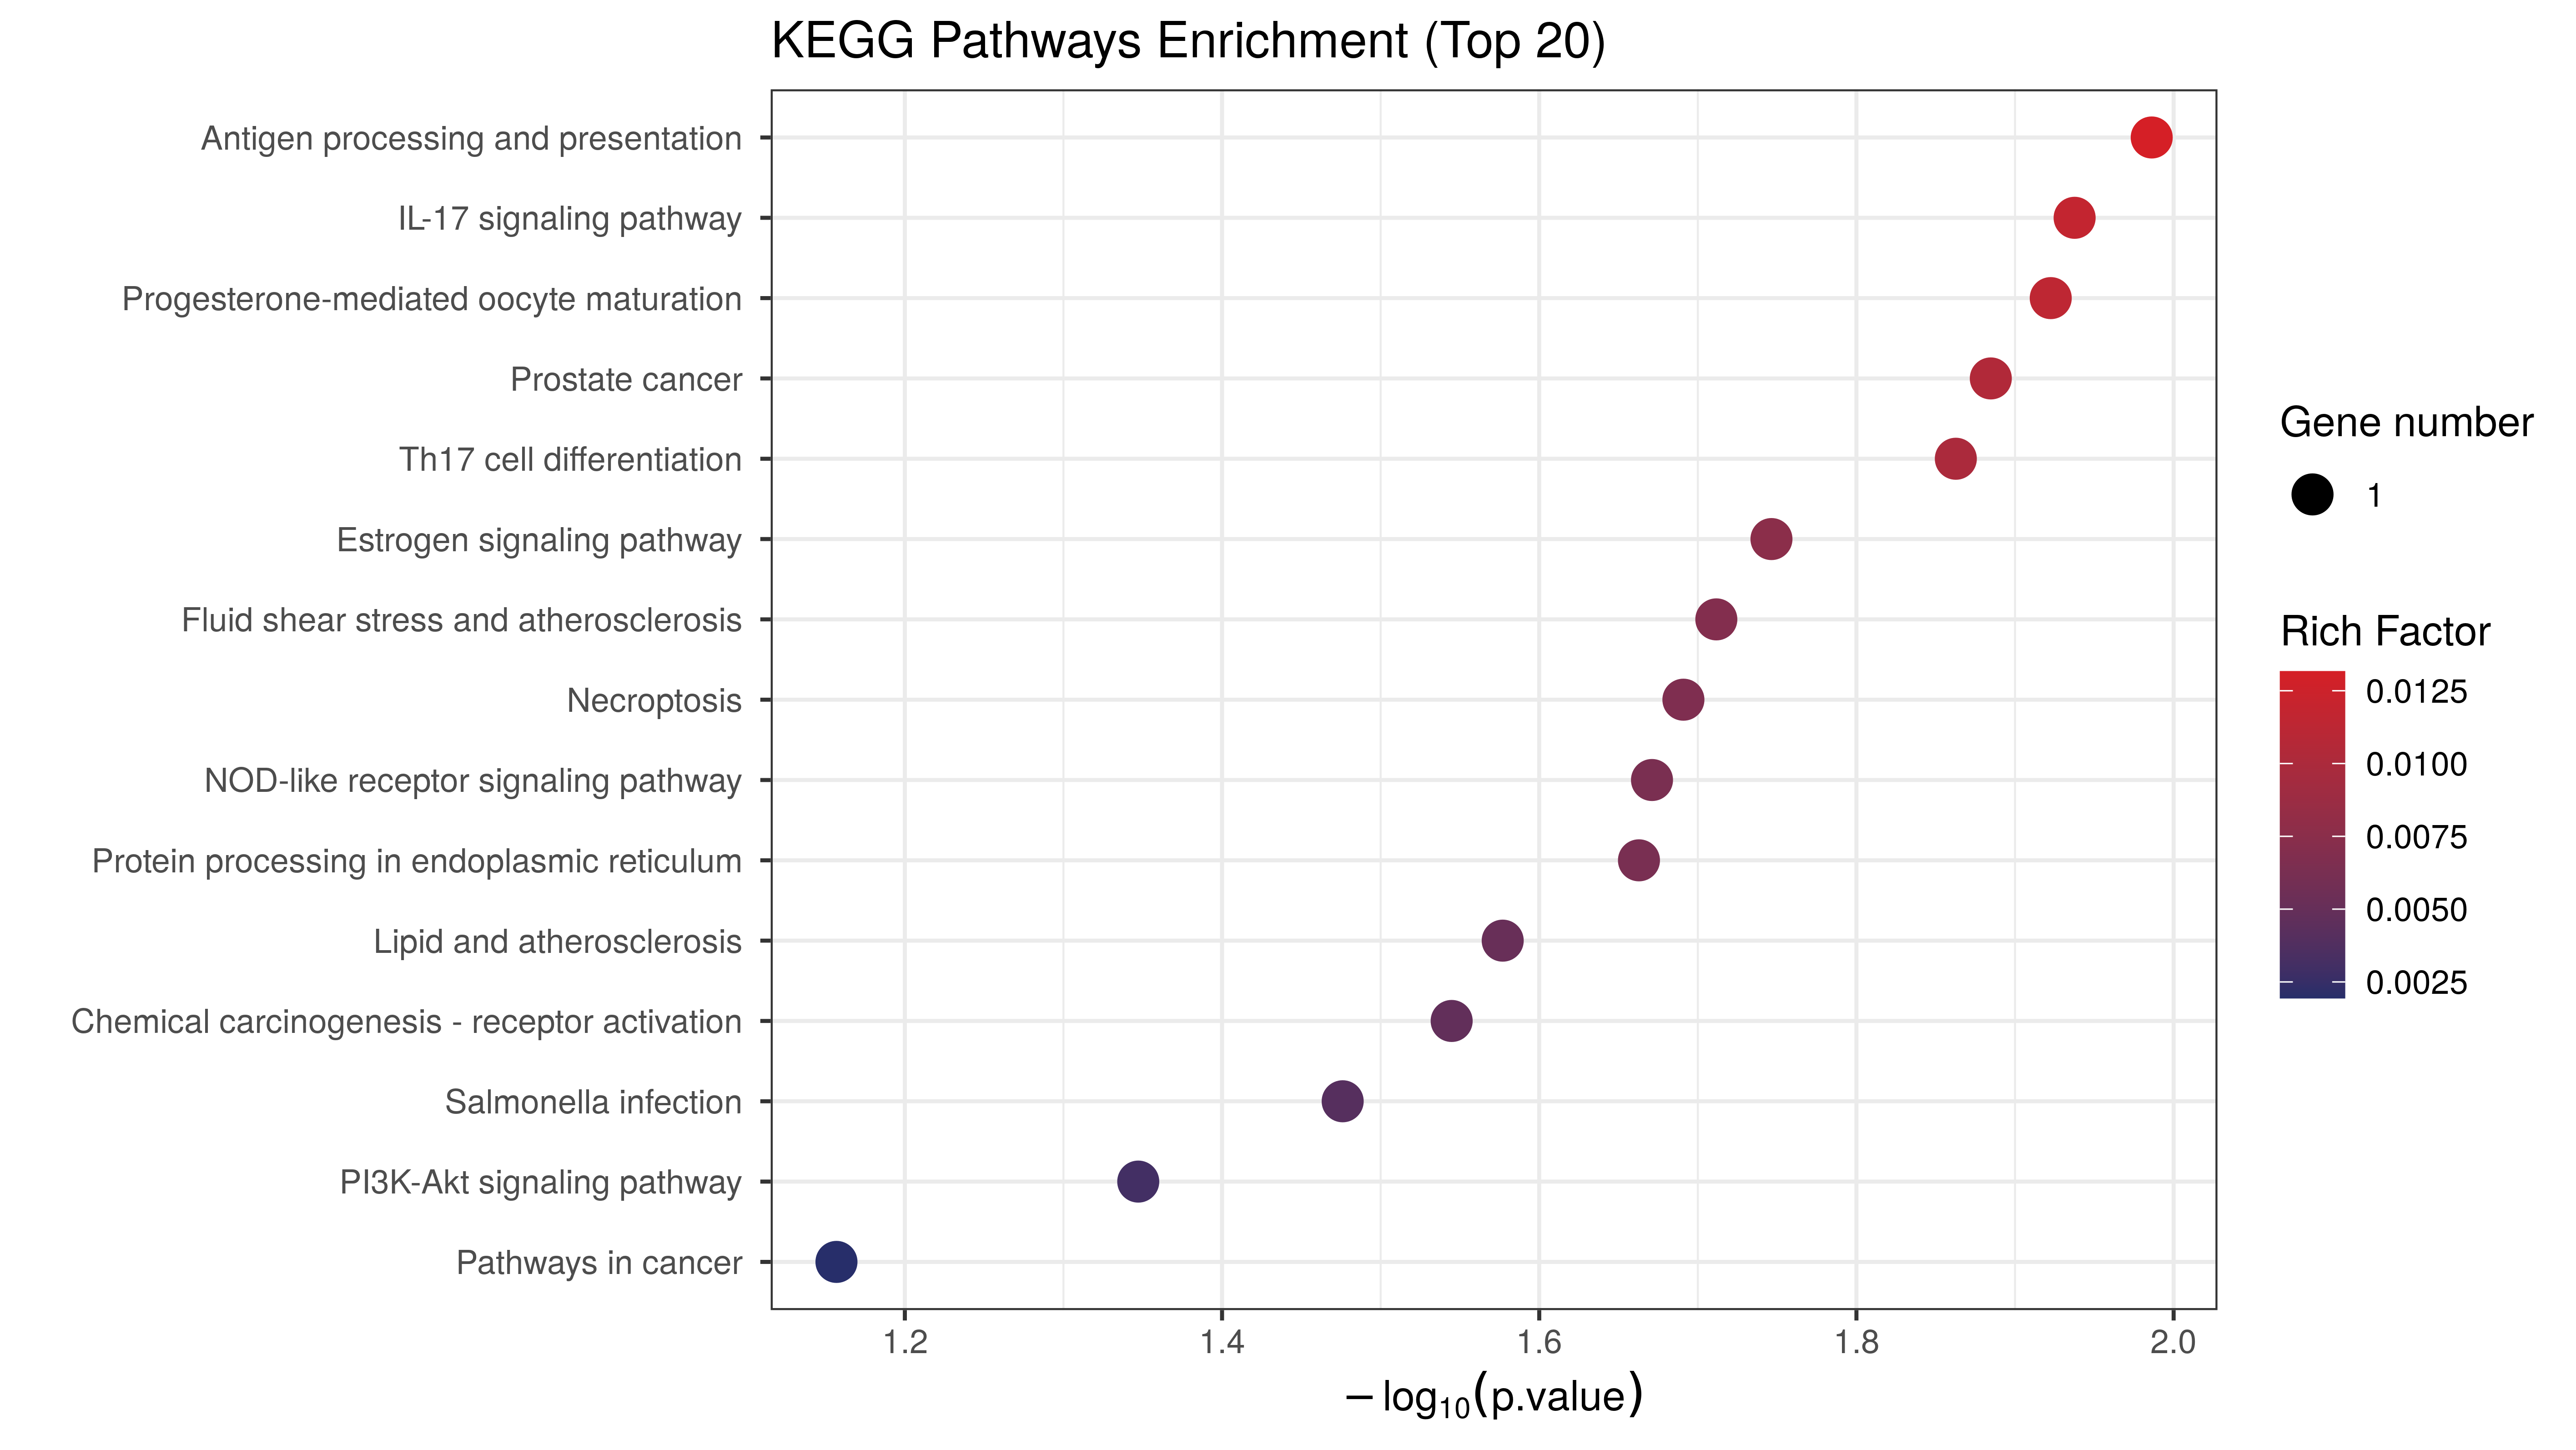 KEGG Pathways Enrichment (Top 20)
Antigen processing and presentation
IL-17 signaling pathway
Progesterone-mediated oocyte maturation
Prostate cancer
Th17 cell differentiation
Estrogen signaling pathway
Fluid shear stress and atherosclerosis
Necroptosis
NOD-like receptor signaling pathway
Protein processing in endoplasmic reticulum
Lipid and atherosclerosis
Chemical carcinogenesis - receptor activation
Salmonella infection
PI3K-Akt signaling pathway
Pathways in cancer
1.2 1.4 1.6 1.8 2.0
−log₁₀(p.value)
Gene number
1
Rich Factor
0.0125
0.0100
0.0075
0.0050
0.0025